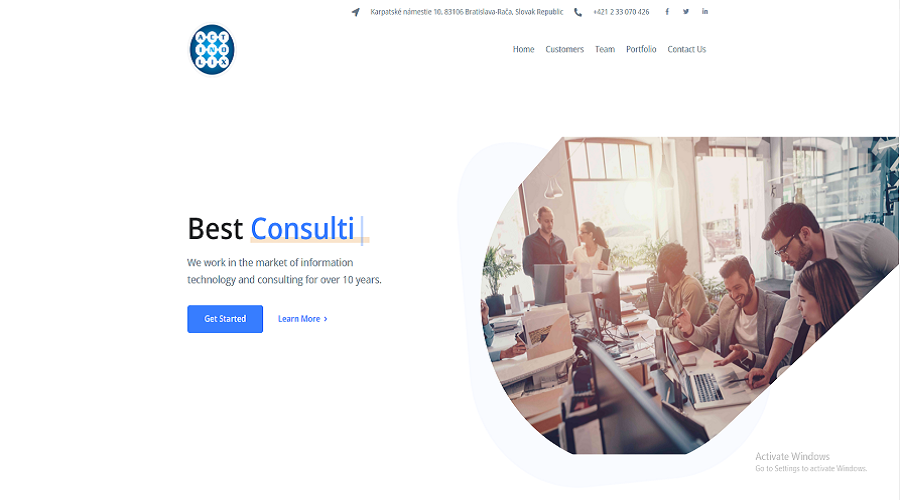 Karpatské námestie 10, 83106 Bratislava-Rača, Slovak Republic +421 2 33 070 426
ACT
IND
LIX
Home Customers Team Portfolio Contact Us
Best Consulti
We work in the market of information
technology and consulting for over 10 years.
Get Started Learn More >
Activate Windows
Go to Settings to activate Windows.